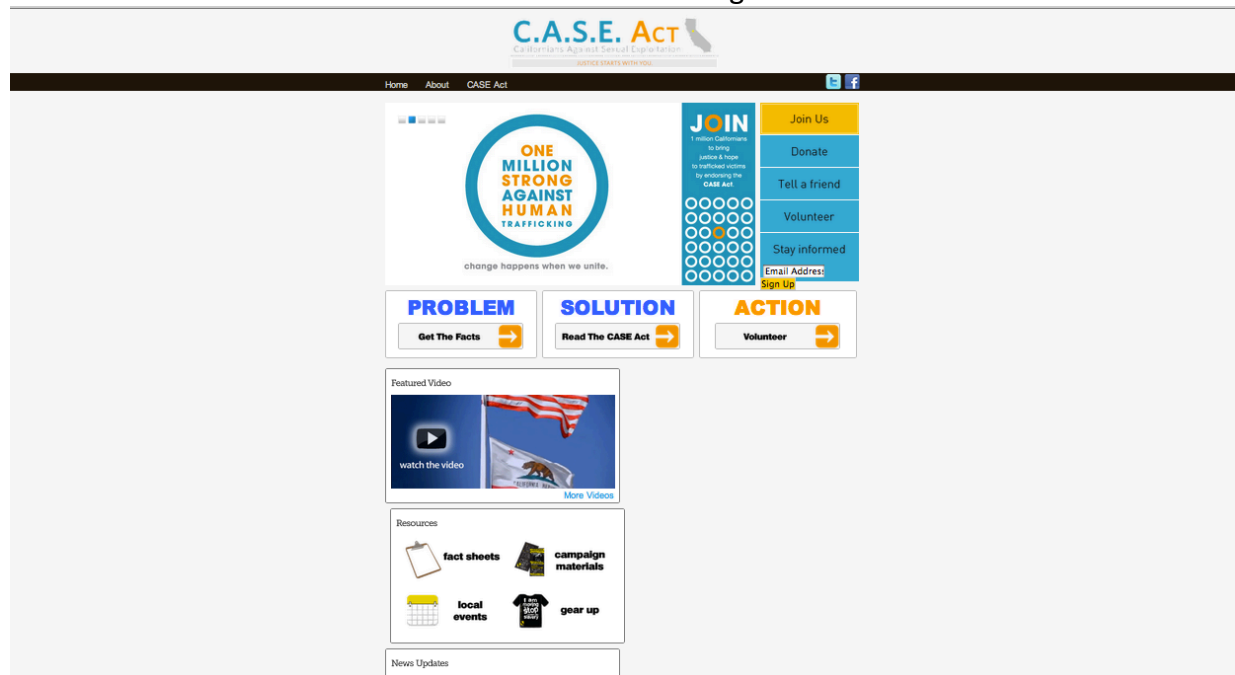 C.A.S.E. ACT
Californians Against Sexual Exploitation
JUSTICE STARTS WITH YOU.
Home About CASE Act
ONE
MILLION
STRONG
AGAINST
HUMAN
TRAFFICKING
change happens when we unite.
JOIN
1 million Californians
to bring
justice & hope
to trafficked victims
by endorsing the
CASE Act
Join Us
Donate
Tell a friend
Volunteer
Stay informed
Email Address
Sign Up
PROBLEM
Get The Facts
SOLUTION
Read The CASE Act
ACTION
Volunteer
Featured Video
watch the video
CALIFORNIA
More Videos
Resources
fact sheets
campaign
materials
local
events
I am
stop
gear up
News Updates